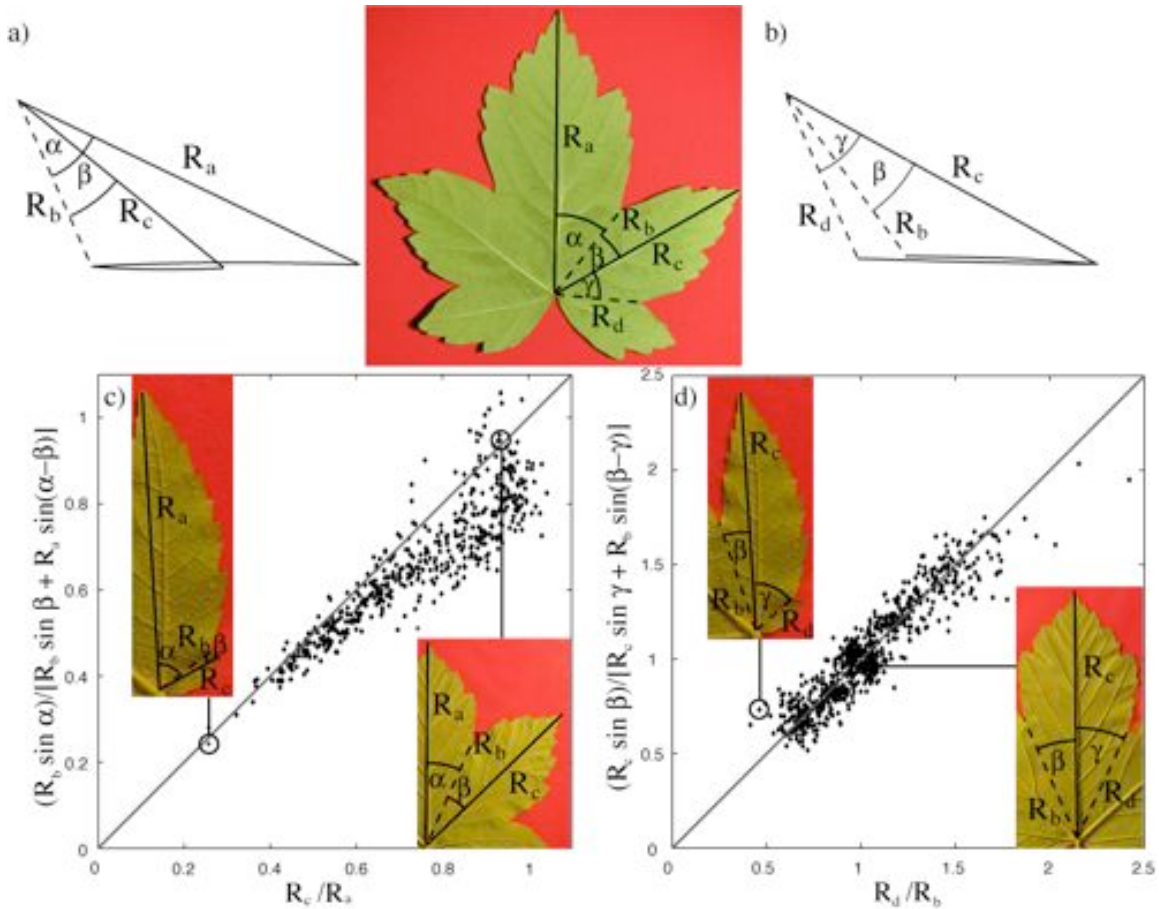 a)
α
β
R_a
R_b
R_c
R_a
α
R_b
β
R_c
γ
R_d
b)
γ
β
R_c
R_d
R_b
c)
(R_b sin α)/[R_b sin β + R_a sin(α−β)]
1
0.8
0.6
0.4
0.2
0
0 0.2 0.4 0.6 0.8 1
R_c /R_a
R_a
α
R_b
β
R_c
R_a
R_b
α
β
R_c
d)
(R_c sin β)/[R_c sin γ + R_b sin(β−γ)]
2.5
2
1.5
1
0.5
0
0 0.5 1 1.5 2 2.5
R_d /R_b
R_c
β
R_b
γ
R_d
R_c
β
γ
R_b
R_d